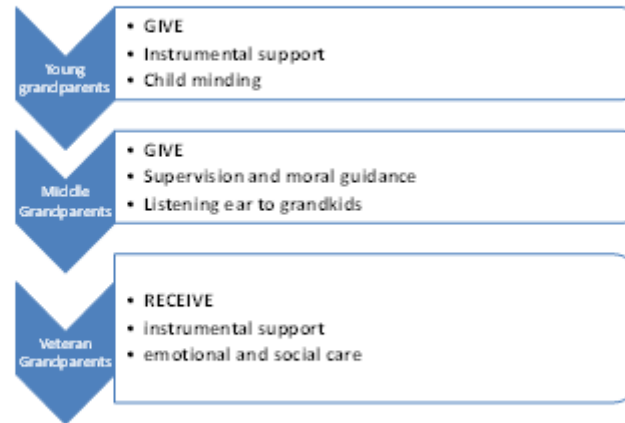 Young
grandparents
• GIVE
• Instrumental support
• Child minding
Middle
Grandparents
• GIVE
• Supervision and moral guidance
• Listening ear to grandkids
Veteran
Grandparents
• RECEIVE
• instrumental support
• emotional and social care